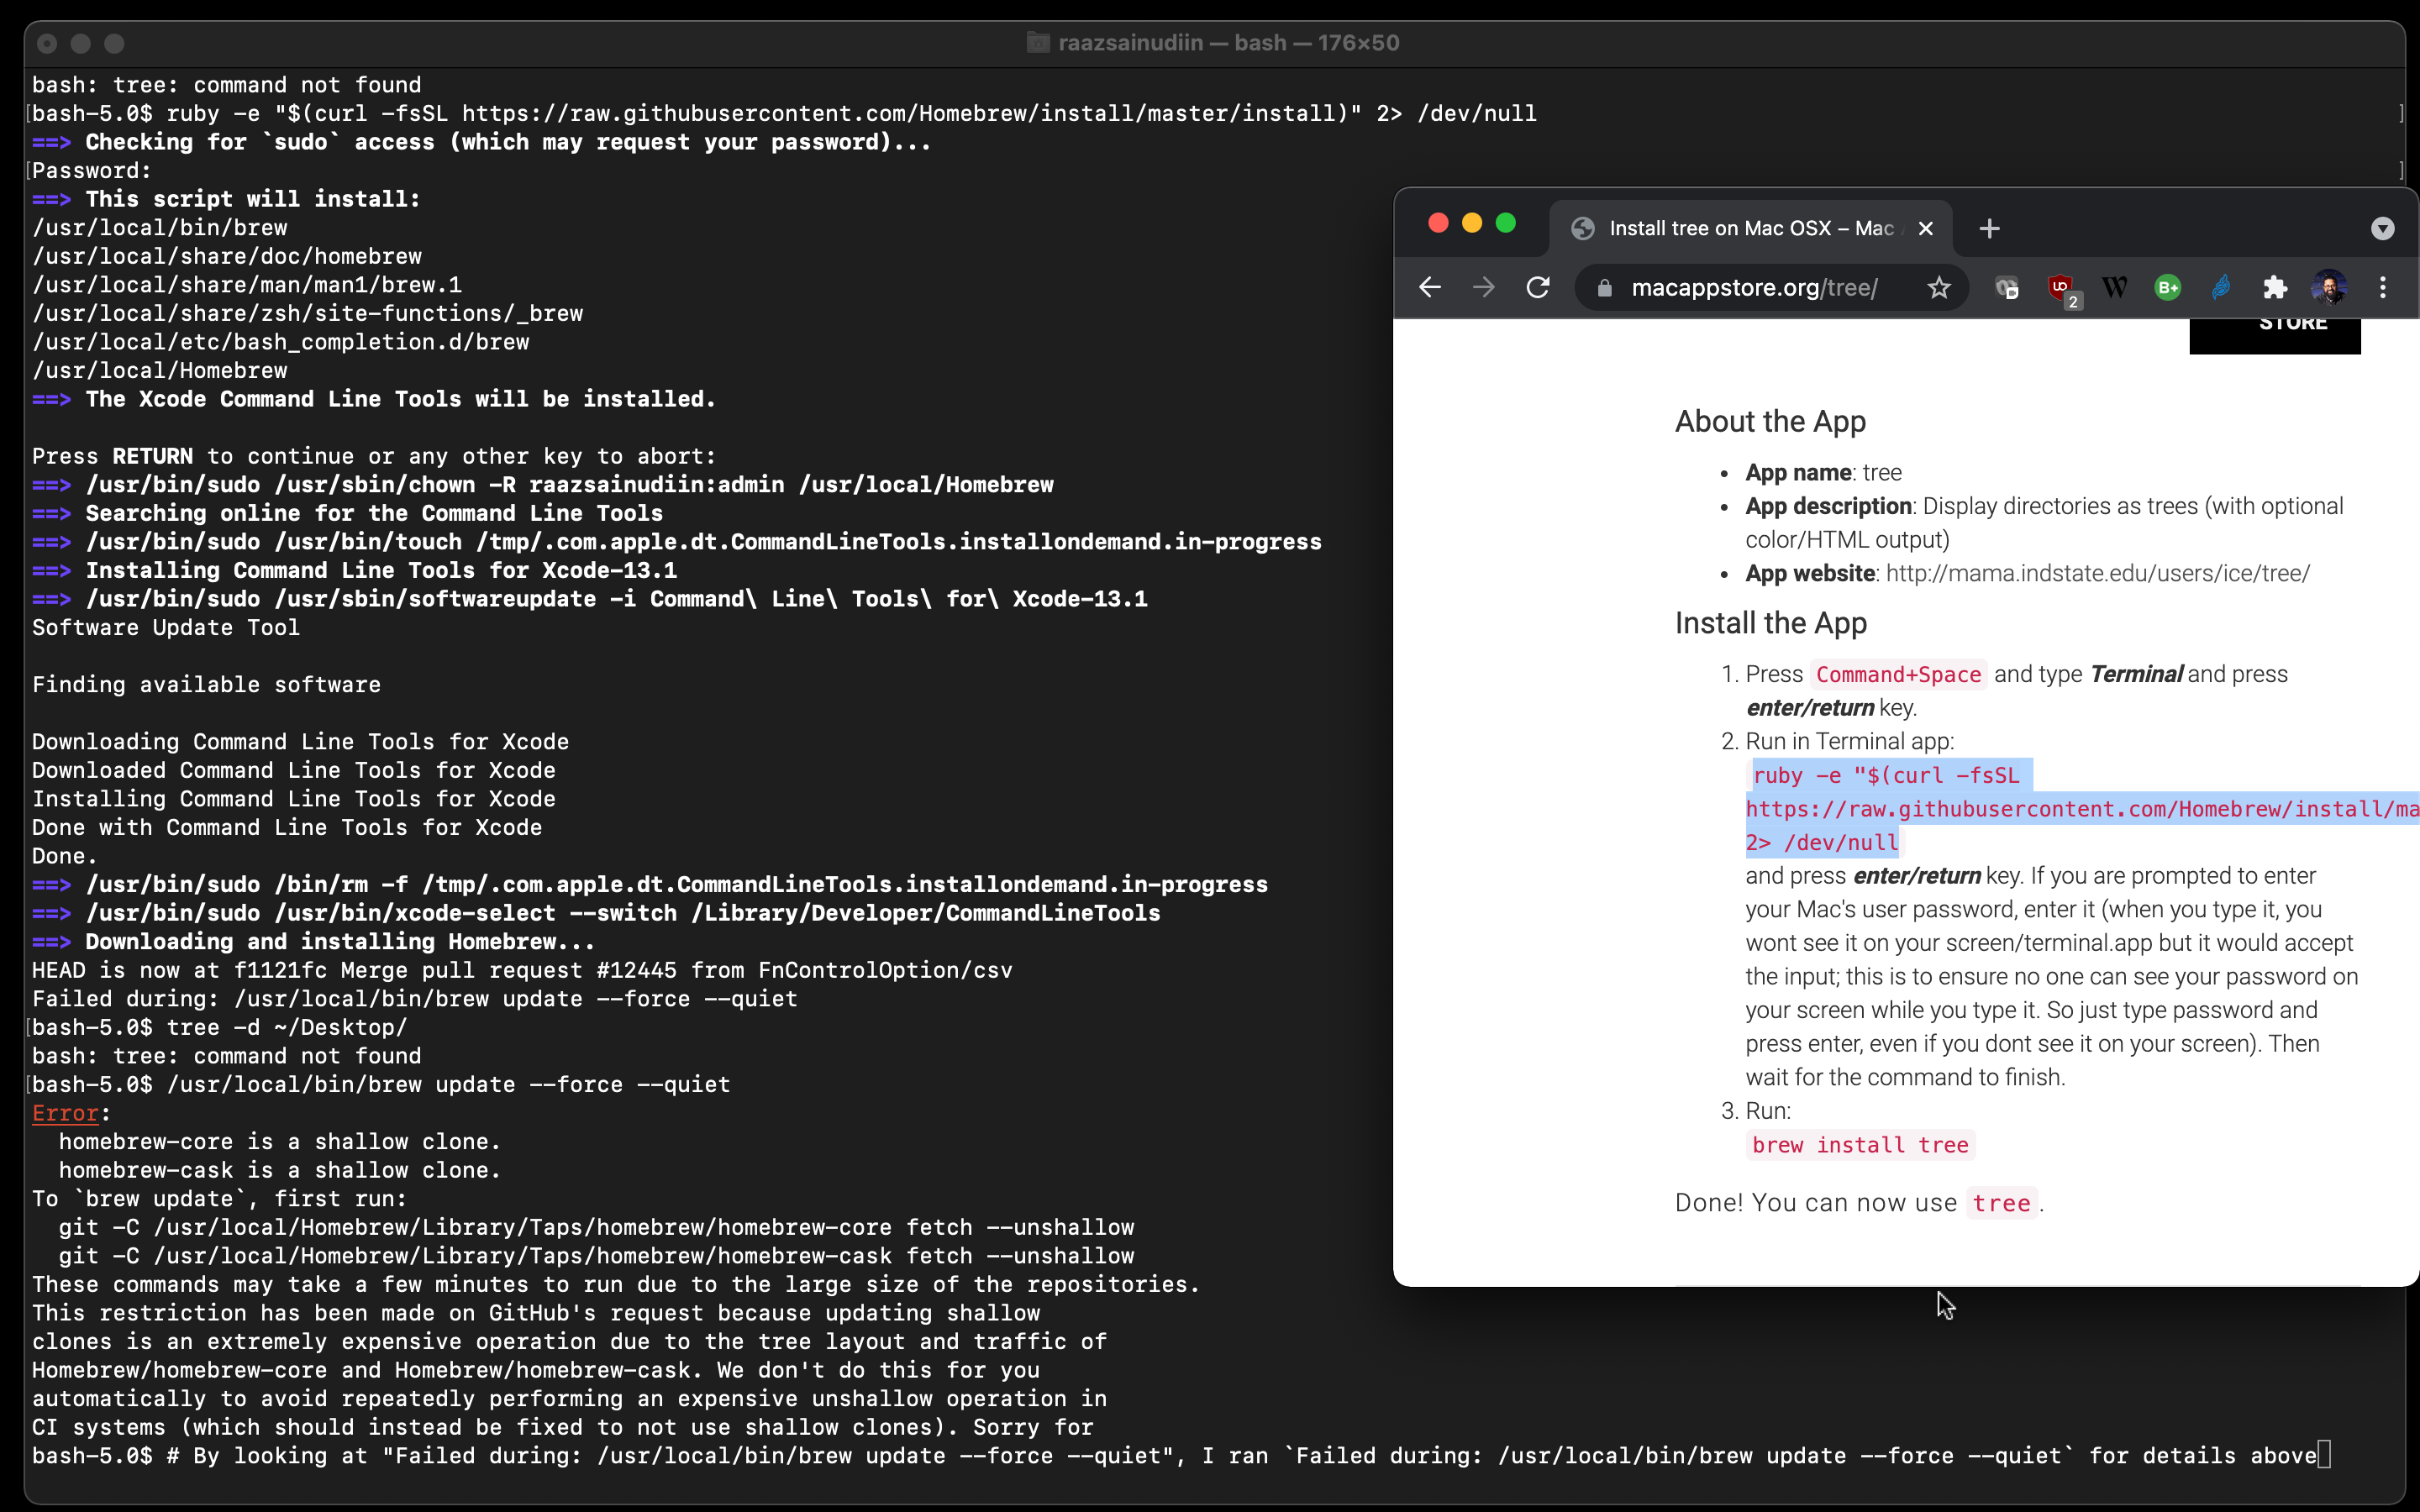 raazsainudiin — bash — 176×50
bash: tree: command not found
bash-5.0$ ruby -e "$(curl -fsSL https://raw.githubusercontent.com/Homebrew/install/master/install)" 2> /dev/null
==> Checking for `sudo` access (which may request your password)...
Password:
==> This script will install:
/usr/local/bin/brew
/usr/local/share/doc/homebrew
/usr/local/share/man/man1/brew.1
/usr/local/share/zsh/site-functions/_brew
/usr/local/etc/bash_completion.d/brew
/usr/local/Homebrew
==> The Xcode Command Line Tools will be installed.
Press RETURN to continue or any other key to abort:
==> /usr/bin/sudo /usr/sbin/chown -R raazsainudiin:admin /usr/local/Homebrew
==> Searching online for the Command Line Tools
==> /usr/bin/sudo /usr/bin/touch /tmp/.com.apple.dt.CommandLineTools.installondemand.in-progress
==> Installing Command Line Tools for Xcode-13.1
==> /usr/bin/sudo /usr/sbin/softwareupdate -i Command\ Line\ Tools\ for\ Xcode-13.1
Software Update Tool
Finding available software
Downloading Command Line Tools for Xcode
Downloaded Command Line Tools for Xcode
Installing Command Line Tools for Xcode
Done with Command Line Tools for Xcode
Done.
==> /usr/bin/sudo /bin/rm -f /tmp/.com.apple.dt.CommandLineTools.installondemand.in-progress
==> /usr/bin/sudo /usr/bin/xcode-select --switch /Library/Developer/CommandLineTools
==> Downloading and installing Homebrew...
HEAD is now at f1121fc Merge pull request #12445 from FnControlOption/csv
Failed during: /usr/local/bin/brew update --force --quiet
bash-5.0$ tree -d ~/Desktop/
bash: tree: command not found
bash-5.0$ /usr/local/bin/brew update --force --quiet
Error:
homebrew-core is a shallow clone.
homebrew-cask is a shallow clone.
To `brew update`, first run:
git -C /usr/local/Homebrew/Library/Taps/homebrew/homebrew-core fetch --unshallow
git -C /usr/local/Homebrew/Library/Taps/homebrew/homebrew-cask fetch --unshallow
These commands may take a few minutes to run due to the large size of the repositories.
This restriction has been made on GitHub's request because updating shallow
clones is an extremely expensive operation due to the tree layout and traffic of
Homebrew/homebrew-core and Homebrew/homebrew-cask. We don't do this for you
automatically to avoid repeatedly performing an expensive unshallow operation in
CI systems (which should instead be fixed to not use shallow clones). Sorry for
bash-5.0$ # By looking at "Failed during: /usr/local/bin/brew update --force --quiet", I ran `Failed during: /usr/local/bin/brew update --force --quiet` for details above
Install tree on Mac OSX – Mac
macappstore.org/tree/
2
STORE
About the App
• App name: tree
• App description: Display directories as trees (with optional
color/HTML output)
• App website: http://mama.indstate.edu/users/ice/tree/
Install the App
1. Press Command+Space and type Terminal and press
enter/return key.
2. Run in Terminal app:
ruby -e "$(curl -fsSL
https://raw.githubusercontent.com/Homebrew/install/ma
2> /dev/null
and press enter/return key. If you are prompted to enter
your Mac's user password, enter it (when you type it, you
wont see it on your screen/terminal.app but it would accept
the input; this is to ensure no one can see your password on
your screen while you type it. So just type password and
press enter, even if you dont see it on your screen). Then
wait for the command to finish.
3. Run:
brew install tree
Done! You can now use tree.